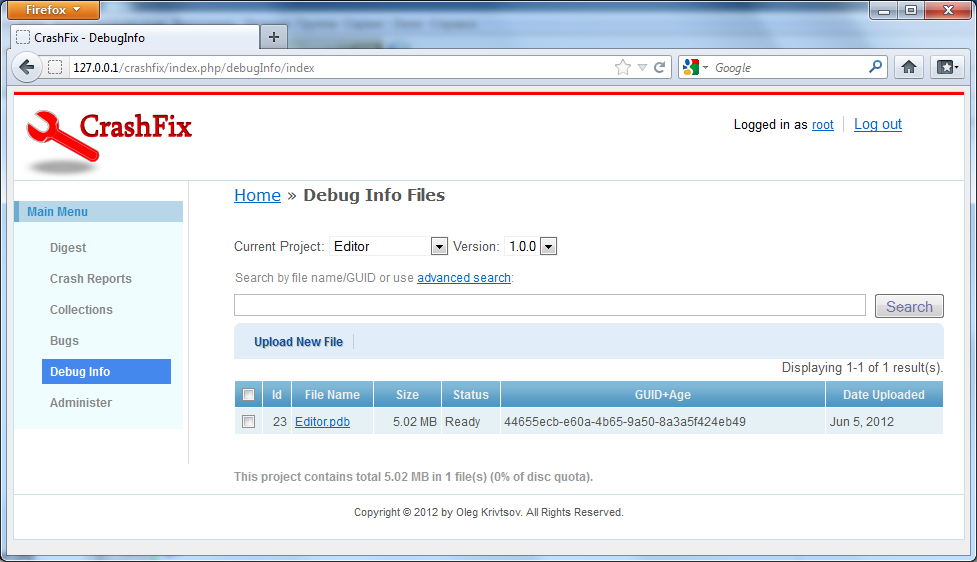 Firefox
CrashFix - DebugInfo
127.0.0.1/crashfix/index.php/debugInfo/index
Google
CrashFix
Logged in as root
Log out
Home » Debug Info Files
Main Menu
Digest
Crash Reports
Collections
Bugs
Debug Info
Administer
Current Project: Editor Version: 1.0.0
Search by file name/GUID or use advanced search:
Search
Upload New File
Displaying 1-1 of 1 result(s).
Id File Name Size Status GUID+Age Date Uploaded
23 Editor.pdb 5.02 MB Ready 44655ecb-e60a-4b65-9a50-8a3a5f424eb49 Jun 5, 2012
This project contains total 5.02 MB in 1 file(s) (0% of disc quota).
Copyright © 2012 by Oleg Krivtsov. All Rights Reserved.